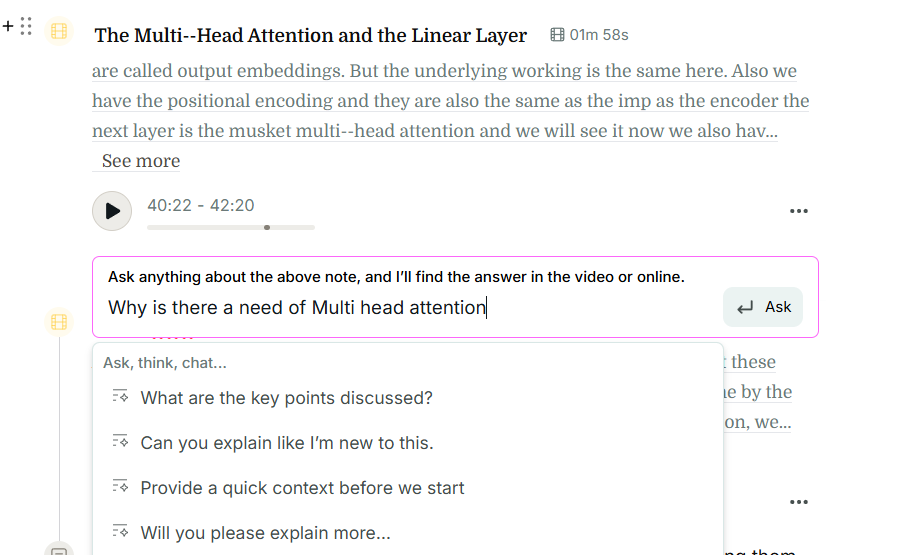 The Multi--Head Attention and the Linear Layer 01m 58s
are called output embeddings. But the underlying working is the same here. Also we
have the positional encoding and they are also the same as the imp as the encoder the
next layer is the musket multi--head attention and we will see it now we also hav...
See more
40:22 - 42:20
Ask anything about the above note, and I'll find the answer in the video or online.
Why is there a need of Multi head attention
Ask
Ask, think, chat...
these
What are the key points discussed?
by the
Can you explain like I'm new to this.
on, we...
Provide a quick context before we start
Will you please explain more...
them